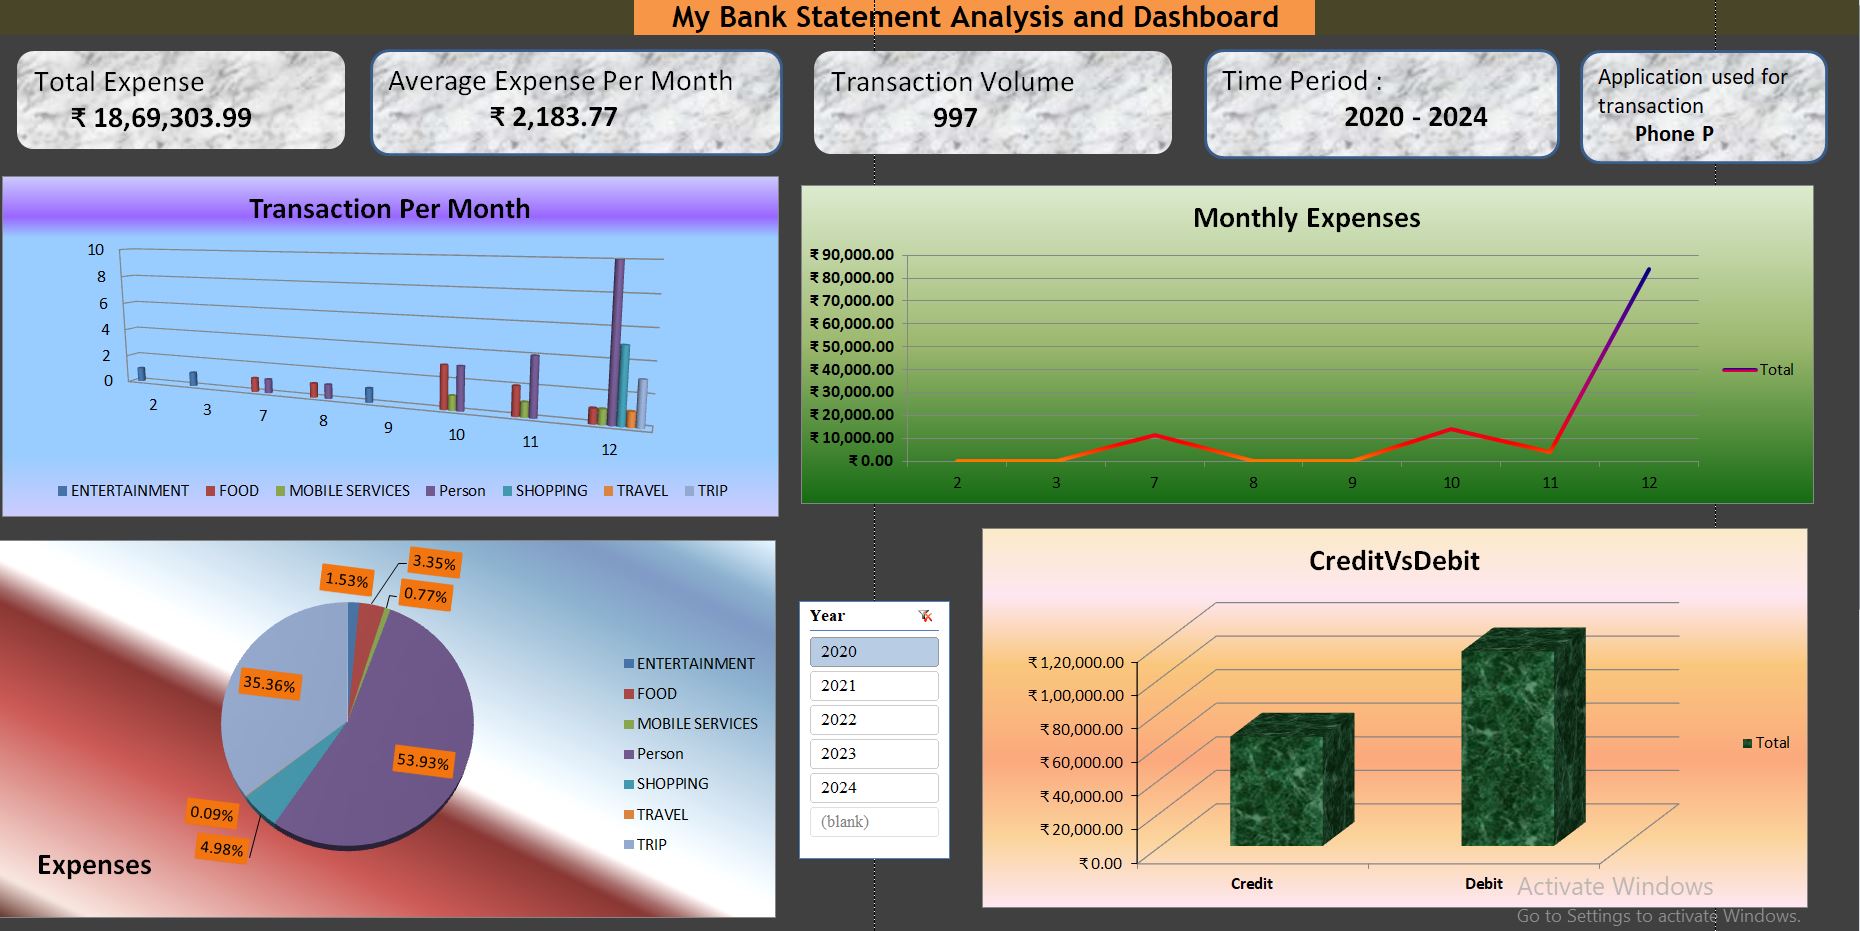 My Bank Statement Analysis and Dashboard
Total Expense
₹ 18,69,303.99
Average Expense Per Month
₹ 2,183.77
Transaction Volume
997
Time Period :
2020 - 2024
Application used for
transaction
Phone P
Transaction Per Month
10
8
6
4
2
0
2 3 7 8 9 10 11 12
ENTERTAINMENT FOOD MOBILE SERVICES Person SHOPPING TRAVEL TRIP
Monthly Expenses
₹ 90,000.00
₹ 80,000.00
₹ 70,000.00
₹ 60,000.00
₹ 50,000.00
₹ 40,000.00
₹ 30,000.00
₹ 20,000.00
₹ 10,000.00
₹ 0.00
2 3 7 8 9 10 11 12
Total
3.35%
1.53%
0.77%
35.36%
53.93%
0.09%
4.98%
ENTERTAINMENT
FOOD
MOBILE SERVICES
Person
SHOPPING
TRAVEL
TRIP
Expenses
Year
2020
2021
2022
2023
2024
(blank)
CreditVsDebit
₹ 1,20,000.00
₹ 1,00,000.00
₹ 80,000.00
₹ 60,000.00
₹ 40,000.00
₹ 20,000.00
₹ 0.00
Credit Debit
Total
Activate Windows
Go to Settings to activate Windows.